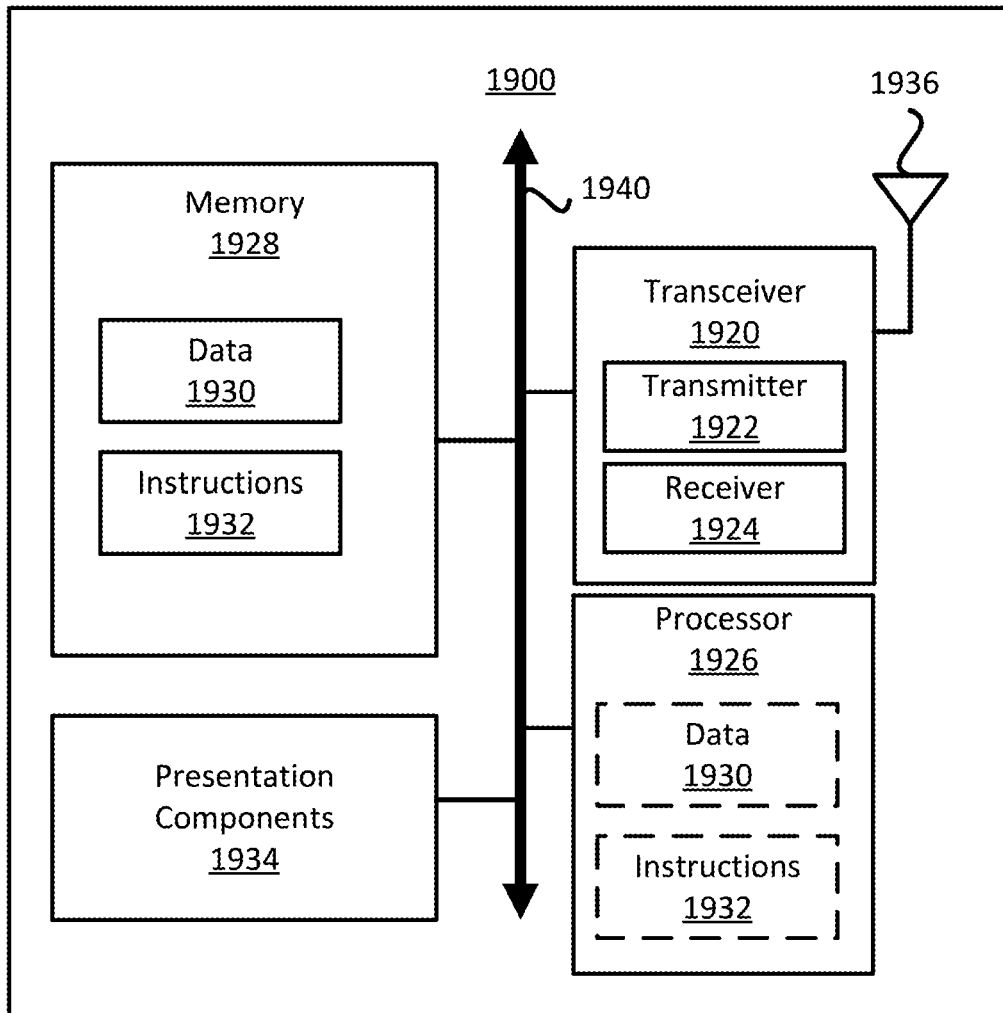 1900
1936
1940
Memory
1928
Data
1930
Instructions
1932
Transceiver
1920
Transmitter
1922
Receiver
1924
Presentation
Components
1934
Processor
1926
Data
1930
Instructions
1932